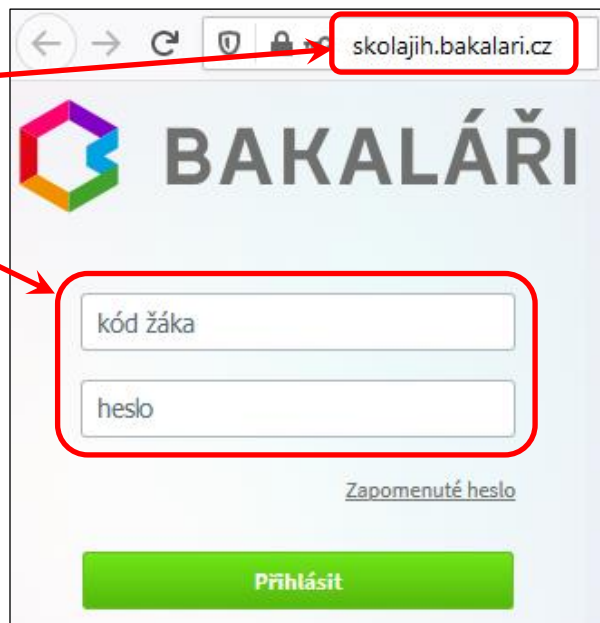 skolajih.bakalari.cz
BAKALÁŘI
kód žáka
heslo
Zapomenuté heslo
Přihlásit